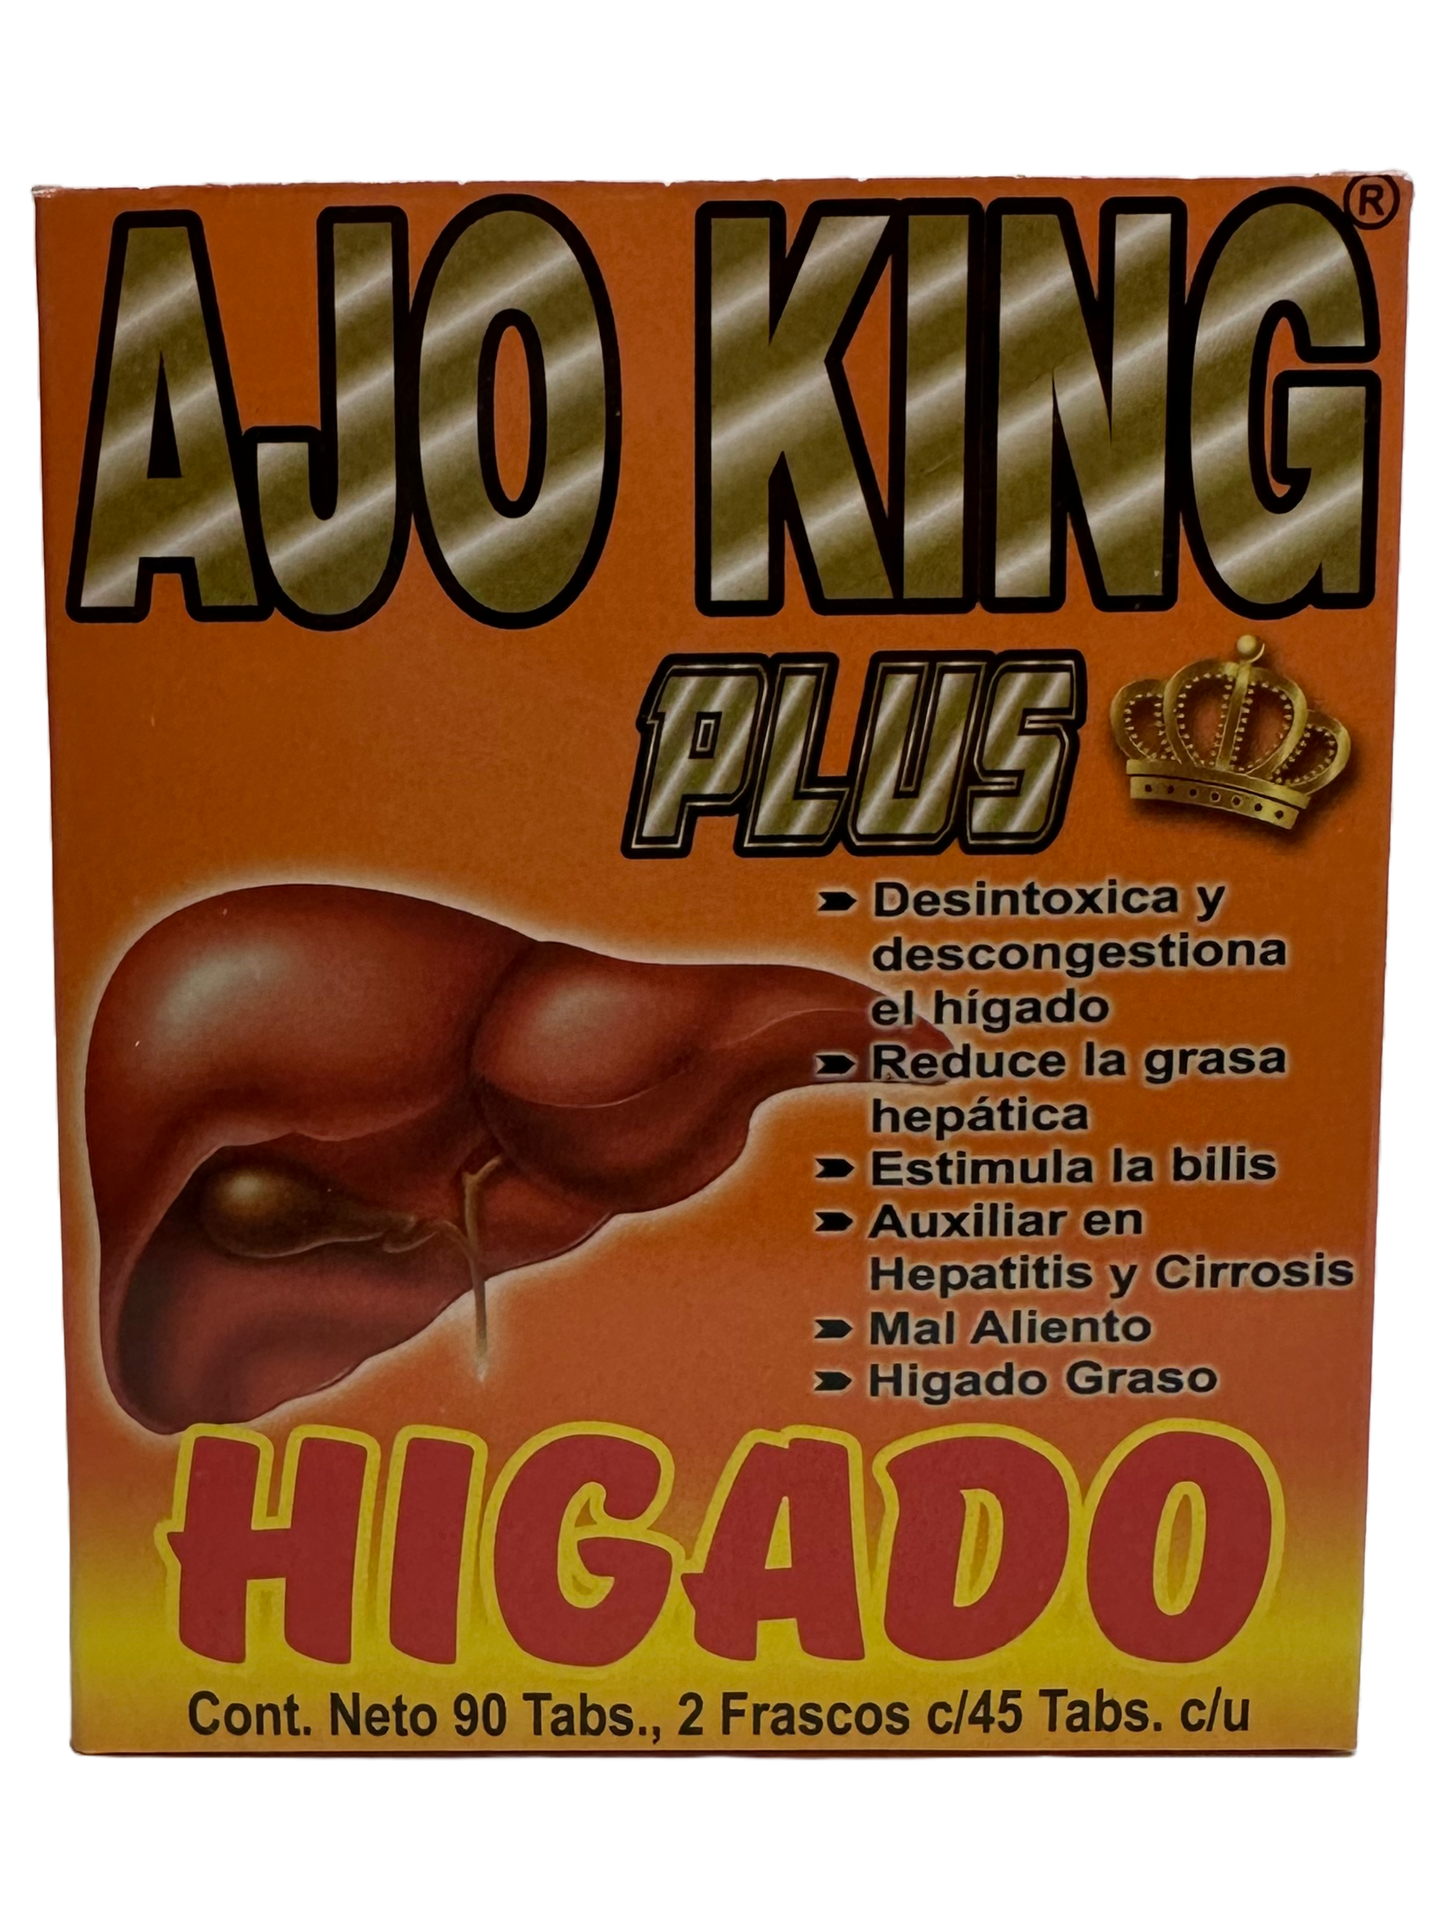 AJO KING®
PLUS
Desintoxica y
descongestiona
el hígado
Reduce la grasa
hepática
Estimula la bilis
Auxiliar en
Hepatitis y Cirrosis
Mal Aliento
Higado Graso
HIGADO
Cont. Neto 90 Tabs., 2 Frascos c/45 Tabs. c/u